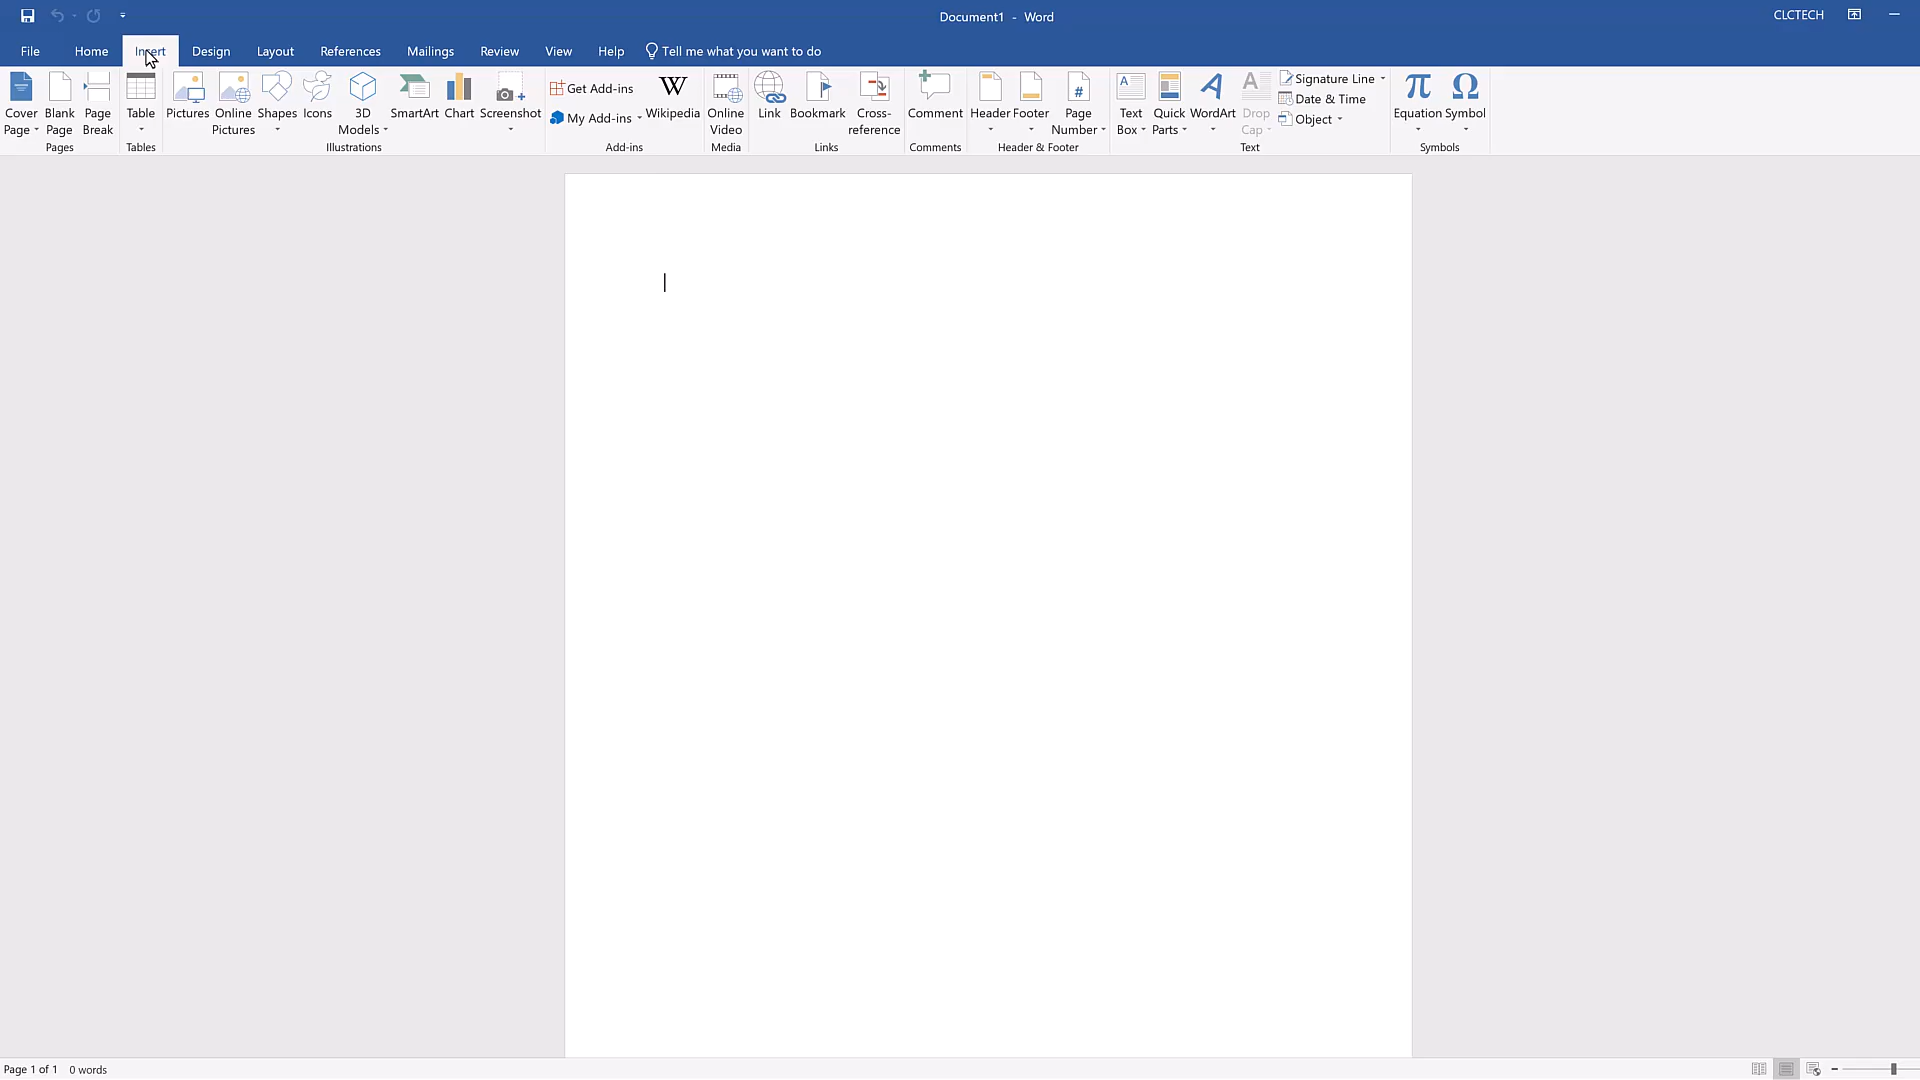 Document1 - Word
CLCTECH
File Home Insert Design Layout References Mailings Review View Help Tell me what you want to do
Cover Page
Blank Page
Page Break
Pages
Table
Tables
Pictures
Online Pictures
Shapes
Icons
3D Models
SmartArt
Chart
Screenshot
Illustrations
Get Add-ins
My Add-ins
Wikipedia
Add-ins
Online Video
Media
Link
Bookmark
Cross-reference
Links
Comment
Comments
Header
Footer
Page Number
Header & Footer
Text Box
Quick Parts
WordArt
Drop Cap
Signature Line
Date & Time
Object
Text
Equation
Symbol
Symbols
Page 1 of 1 0 words